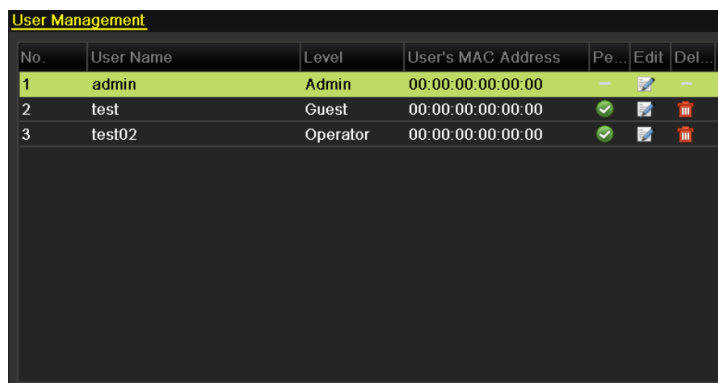 User Management
No. User Name Level User's MAC Address Pe... Edit Del...
1 admin Admin 00:00:00:00:00:00 —  —
2 test Guest 00:00:00:00:00:00
3 test02 Operator 00:00:00:00:00:00